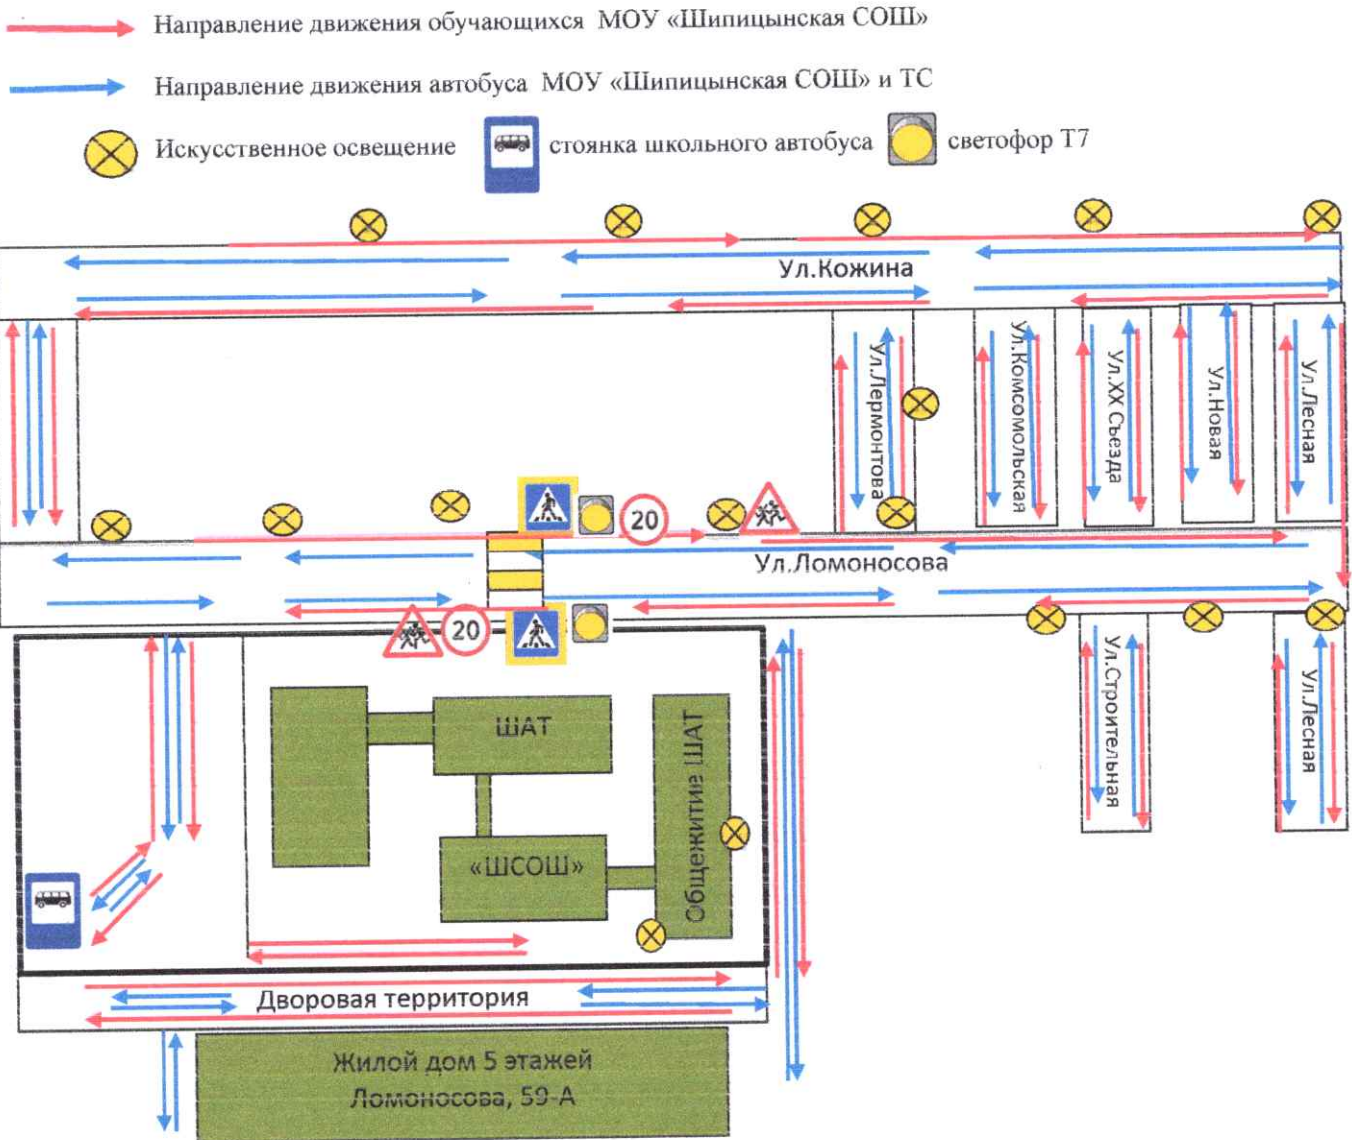 Направление движения обучающихся МОУ «Шипицынская СОШ»
Направление движения автобуса МОУ «Шипицынская СОШ» и ТС
Искусственное освещение стоянка школьного автобуса светофор Т7
Ул.Кожина
Ул.Лермонтова
Ул.Комсомольская
Ул.ХХ Съезда
Ул.Новая
Ул.Лесная
20
Ул.Ломоносова
20
Ул.Строительная
Ул.Лесная
ШАТ
Общежитие ШАТ
«ШСОШ»
Дворовая территория
Жилой дом 5 этажей
Ломоносова, 59-А